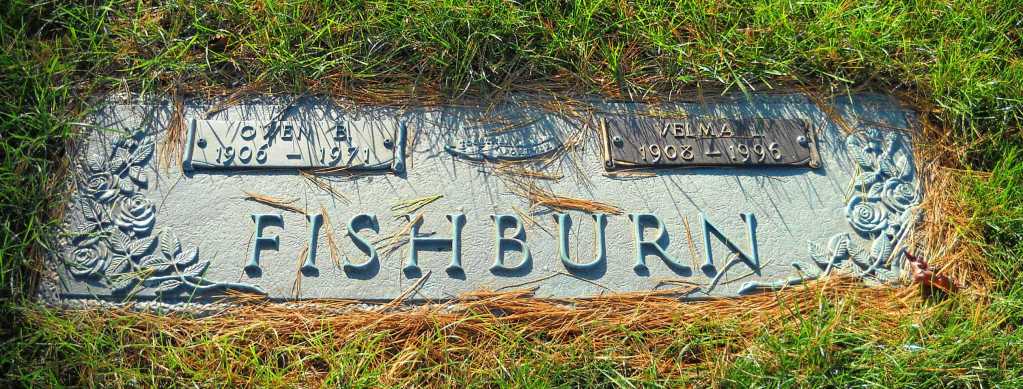 OWEN B.
1906 – 1971
VELMA I.
1908 – 1996
FISHBURN